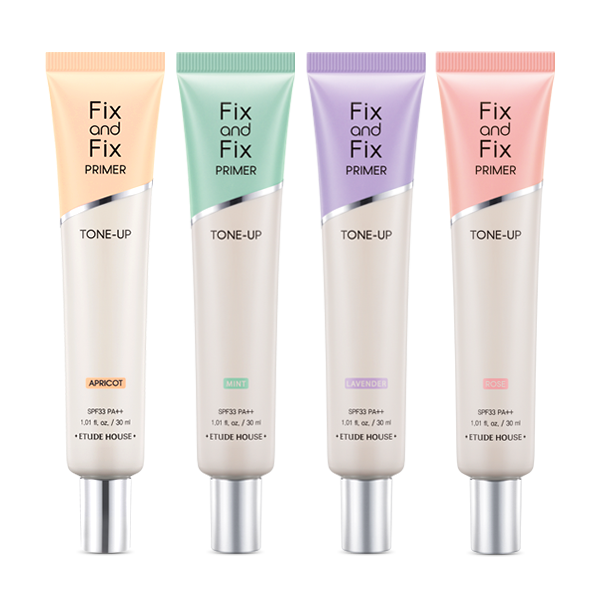 Fix
and
Fix
PRIMER
TONE-UP
APRICOT
SPF33 PA++
1,01 fl, oz, / 30 ml
• ETUDE HOUSE •
Fix
and
Fix
PRIMER
TONE-UP
MINT
SPF33 PA++
1,01 fl, oz, / 30 ml
• ETUDE HOUSE •
Fix
and
Fix
PRIMER
TONE-UP
LAVENDER
SPF33 PA++
1,01 fl, oz, / 30 ml
• ETUDE HOUSE •
Fix
and
Fix
PRIMER
TONE-UP
ROSE
SPF33 PA++
1,01 fl, oz, / 30 ml
• ETUDE HOUSE •